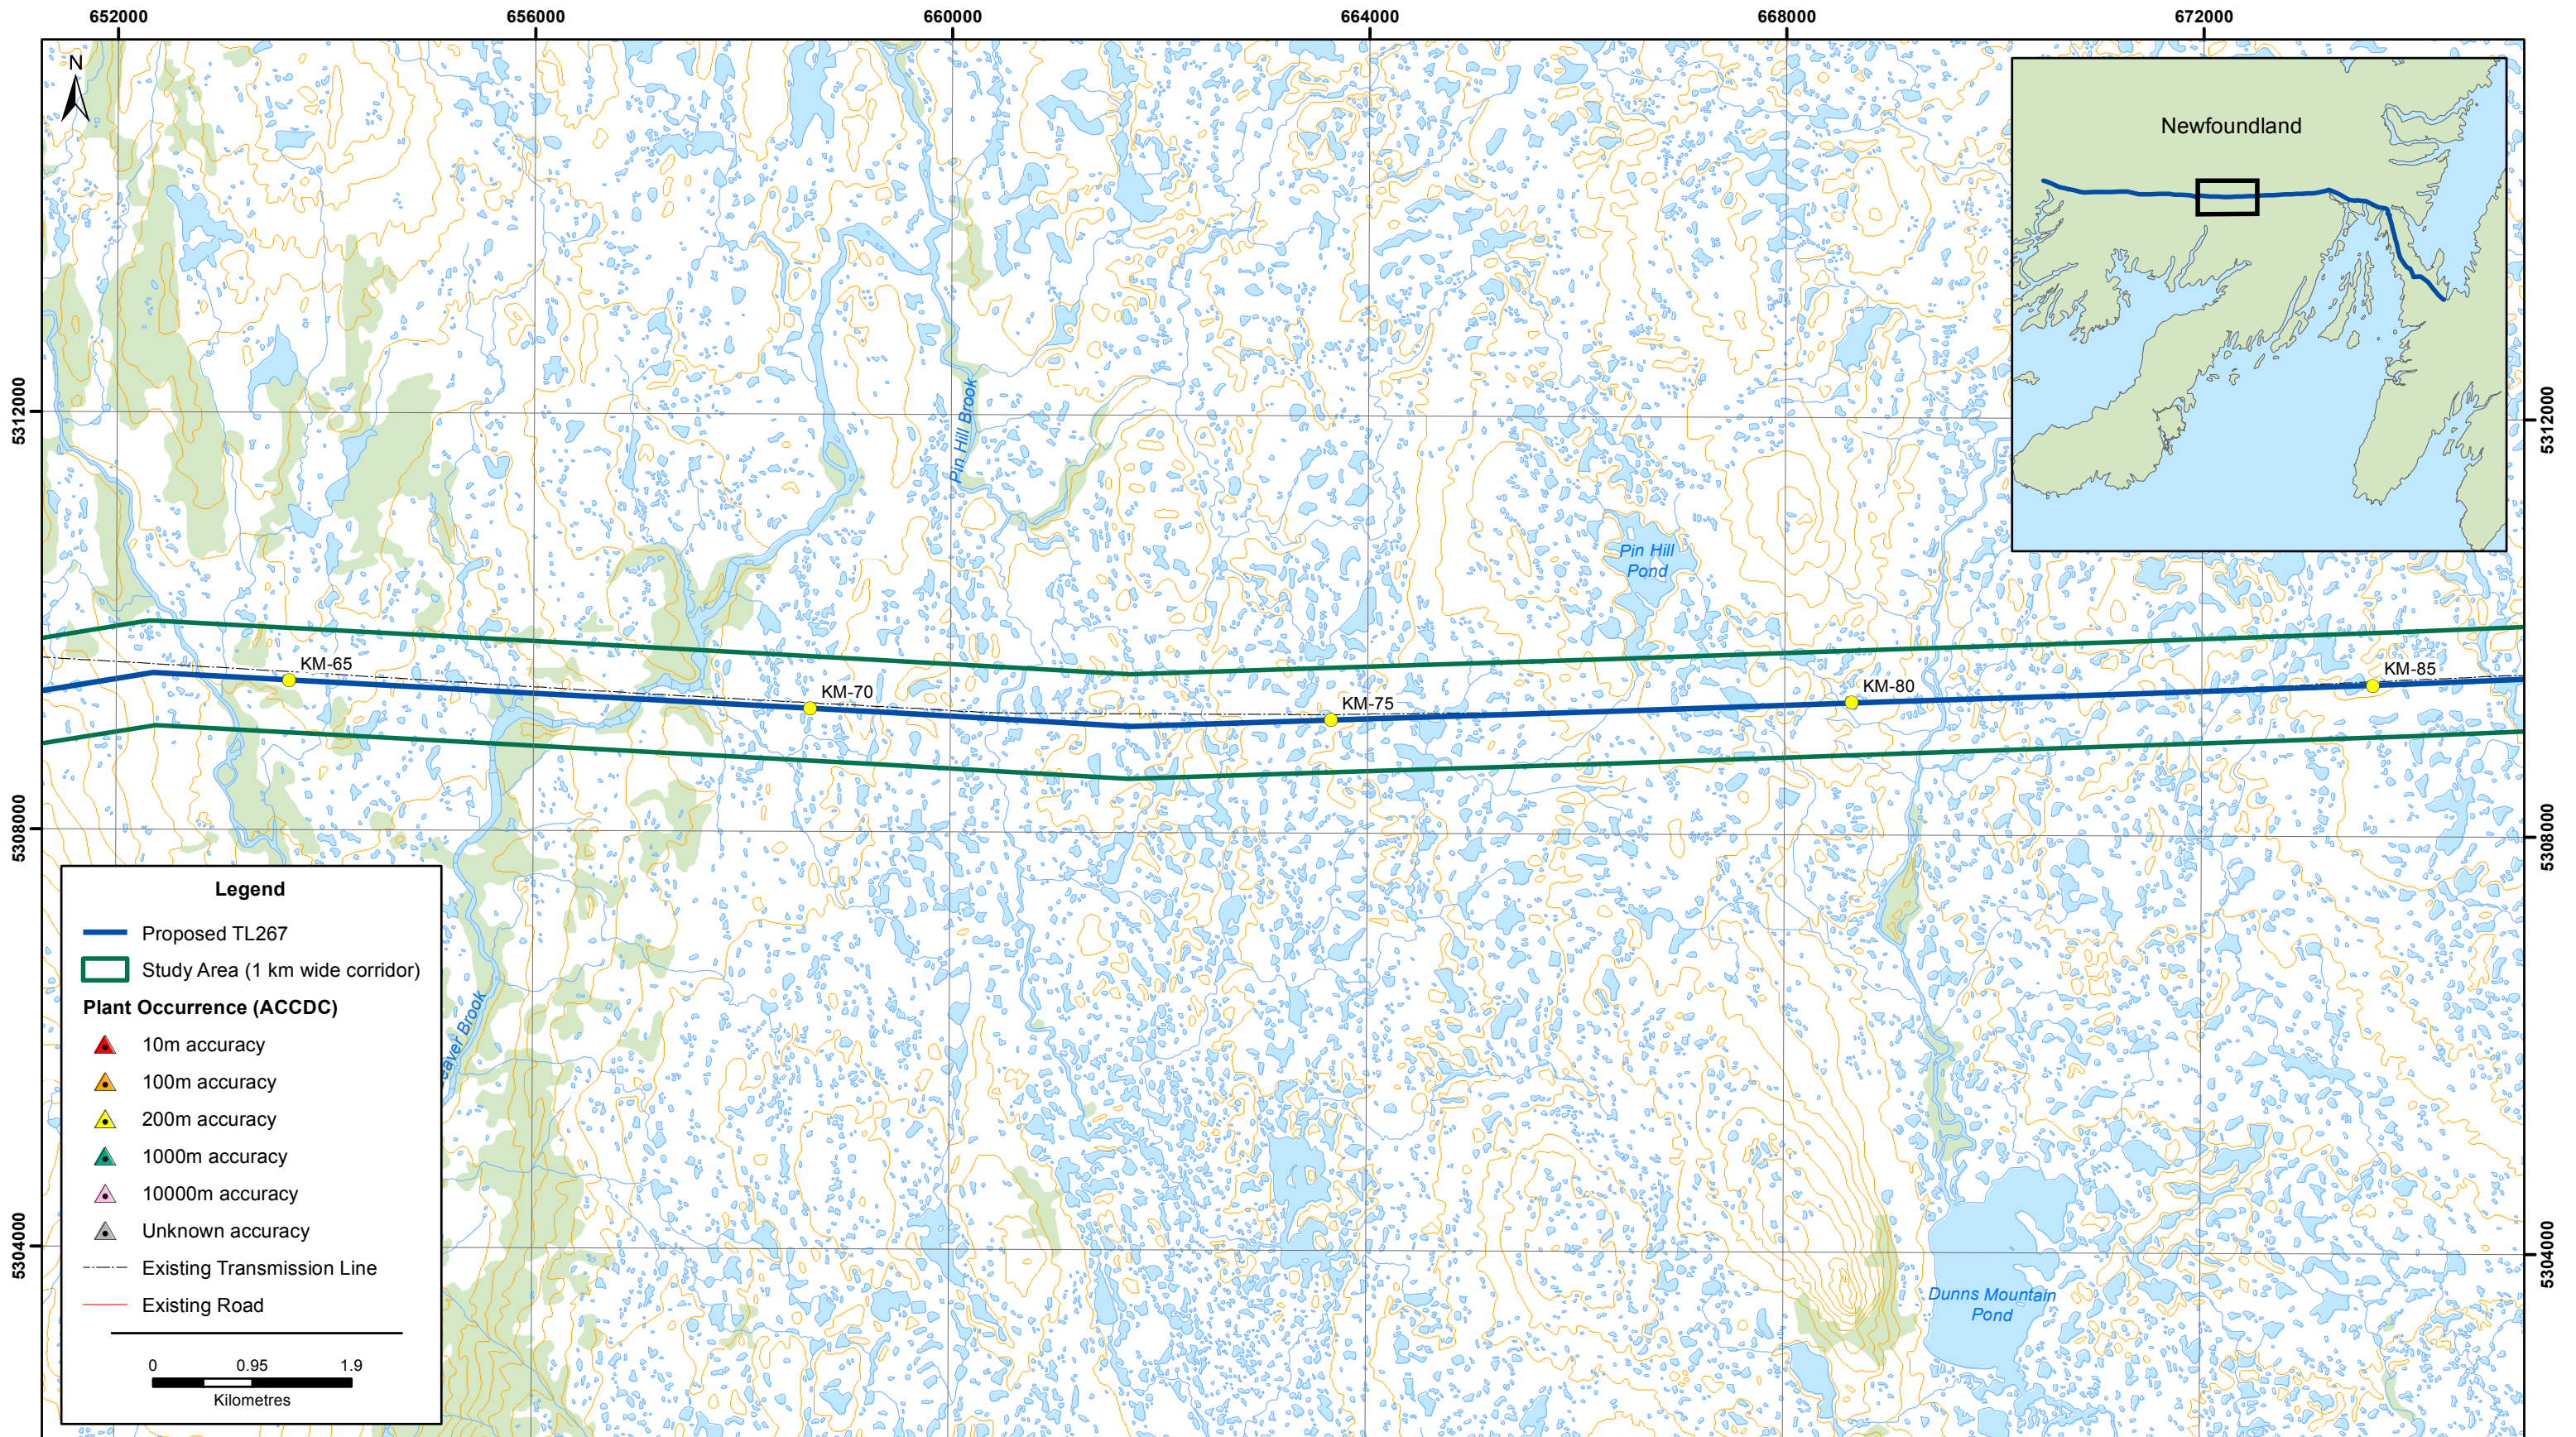 652000 656000 660000 664000 668000 672000
N
Newfoundland
5312000 5312000
Pin Hill Brook
Pin Hill
Pond
KM-65
KM-70
KM-75
KM-80
KM-85
5308000 5308000
Legend
Proposed TL267
Study Area (1 km wide corridor)
Plant Occurrence (ACCDC)
10m accuracy
100m accuracy
200m accuracy
1000m accuracy
10000m accuracy
Unknown accuracy
Existing Transmission Line
Existing Road
0 0.95 1.9
Kilometres
eaver Brook
5304000 5304000
Dunns Mountain
Pond